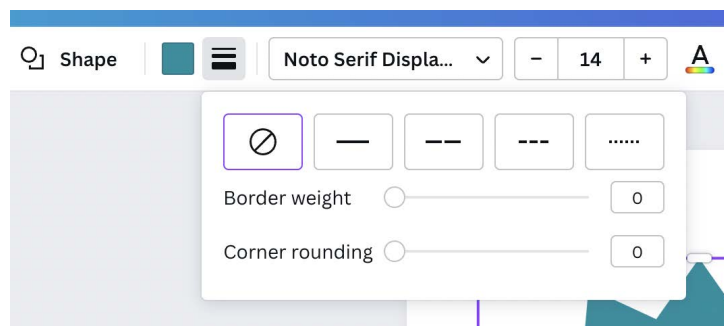 Shape Noto Serif Displa... - 14 + A
Border weight 0
Corner rounding 0